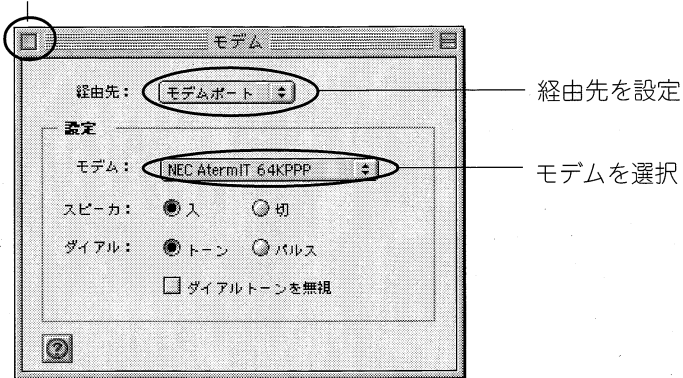 モデム
経由先： モデムポート
経由先を設定
設定
モデム： NEC AtermIT 64KPPP
モデムを選択
スピーカ： 入 切
ダイアル： トーン パルス
ダイアルトーンを無視
?